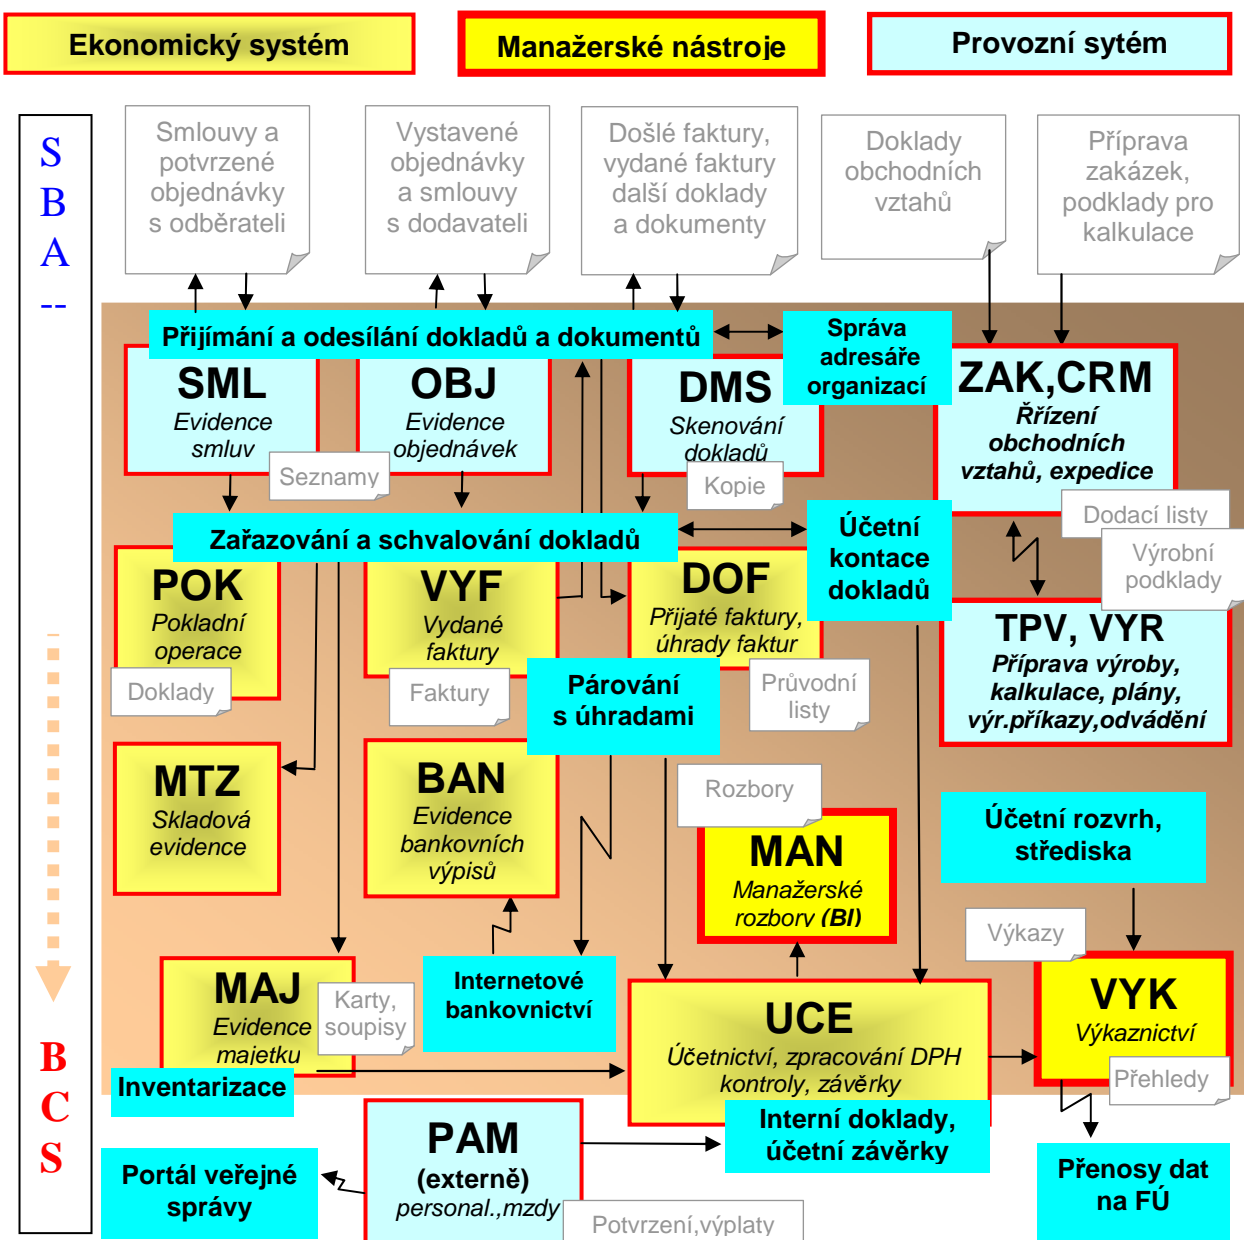 Ekonomický systém
Manažerské nástroje
Provozní sytém
S
B
A
--
B
C
S
Smlouvy a
potvrzené
objednávky
s odběrateli
Vystavené
objednávky
a smlouvy
s dodavateli
Došlé faktury,
vydané faktury
další doklady
a dokumenty
Doklady
obchodních
vztahů
Příprava
zakázek,
podklady pro
kalkulace
Přijímání a odesílání dokladů a dokumentů
Správa
adresáře
organizací
SML
Evidence
smluv
Seznamy
OBJ
Evidence
objednávek
DMS
Skenování
dokladů
Kopie
ZAK,CRM
Řřízení
obchodních
vztahů, expedice
Dodací listy
Výrobní
podklady
Zařazování a schvalování dokladů
Účetní
kontace
dokladů
POK
Pokladní
operace
Doklady
VYF
Vydané
faktury
Faktury
DOF
Přijaté faktury,
úhrady faktur
Průvodní
listy
TPV, VYR
Příprava výroby,
kalkulace, plány,
výr.příkazy,odvádění
Párování
s úhradami
MTZ
Skladová
evidence
BAN
Evidence
bankovních
výpisů
Rozbory
MAN
Manažerské
rozbory (BI)
Účetní rozvrh,
střediska
Výkazy
MAJ
Evidence
majetku
Karty,
soupisy
Inventarizace
Internetové
bankovnictví
UCE
Účetnictví, zpracování DPH
kontroly, závěrky
VYK
Výkaznictví
Přehledy
Interní doklady,
účetní závěrky
PAM
(externě)
personal.,mzdy
Potvrzení,výplaty
Portál veřejné
správy
Přenosy dat
na FÚ